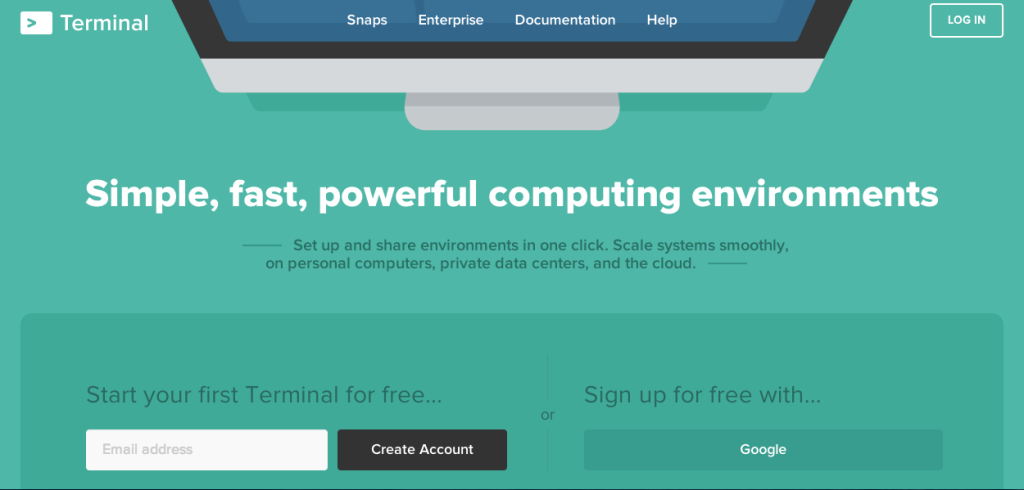 Terminal
Snaps Enterprise Documentation Help
LOG IN
Simple, fast, powerful computing environments
Set up and share environments in one click. Scale systems smoothly,
on personal computers, private data centers, and the cloud.
Start your first Terminal for free...
Email address
Create Account
or
Sign up for free with...
Google